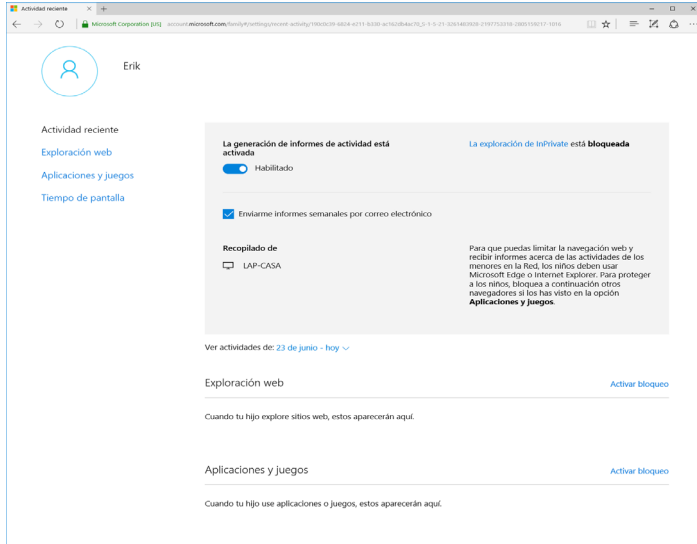 Actividad reciente
Microsoft Corporation [US] account.microsoft.com/family#/settings/recent-activity/
Erik
Actividad reciente
Exploración web
Aplicaciones y juegos
Tiempo de pantalla
La generación de informes de actividad está
activada
Habilitado
La exploración de InPrivate está bloqueada
Enviarme informes semanales por correo electrónico
Recopilado de
LAP-CASA
Para que puedas limitar la navegación web y
recibir informes acerca de las actividades de los
menores en la Red, los niños deben usar
Microsoft Edge o Internet Explorer. Para proteger
a los niños, bloquea a continuación otros
navegadores si los has visto en la opción
Aplicaciones y juegos.
Ver actividades de: 23 de junio - hoy
Exploración web
Activar bloqueo
Cuando tu hijo explore sitios web, estos aparecerán aquí.
Aplicaciones y juegos
Activar bloqueo
Cuando tu hijo use aplicaciones o juegos, estos aparecerán aquí.